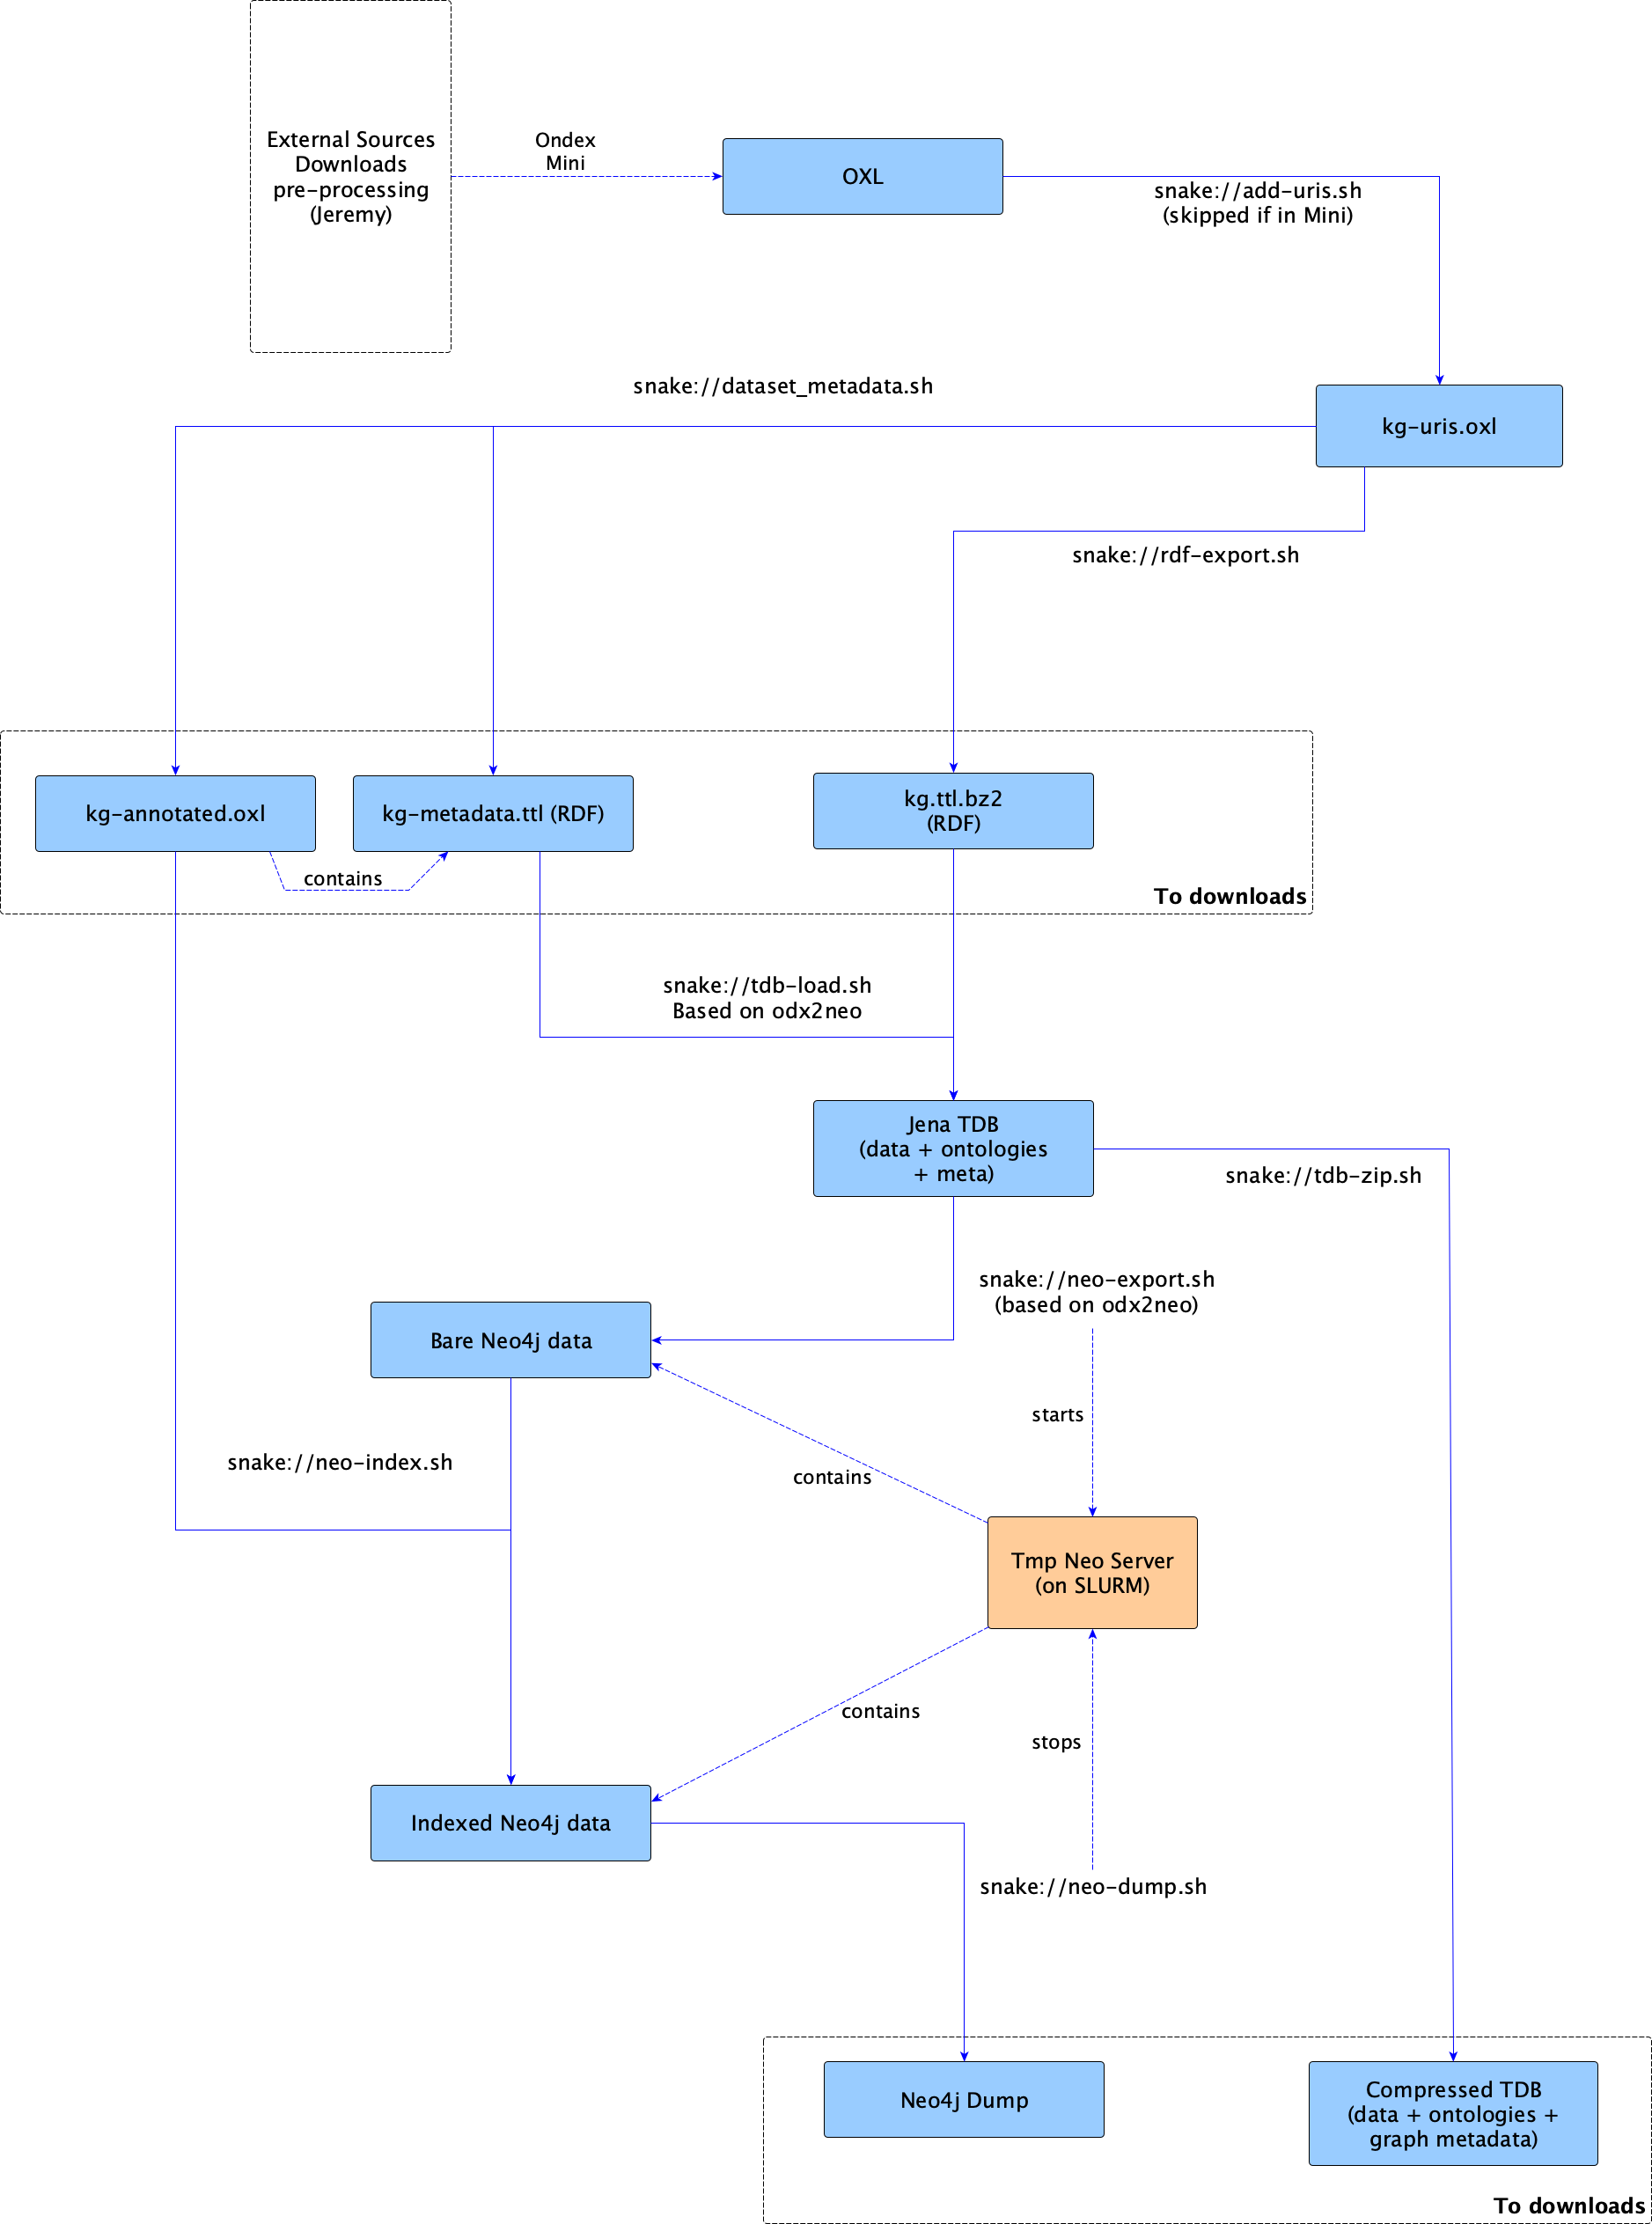 External Sources
Downloads
pre-processing
(Jeremy)
Ondex
Mini
OXL
snake://add-uris.sh
(skipped if in Mini)
snake://dataset_metadata.sh
kg-uris.oxl
snake://rdf-export.sh
kg-annotated.oxl
kg-metadata.ttl (RDF)
kg.ttl.bz2
(RDF)
contains
To downloads
snake://tdb-load.sh
Based on odx2neo
Jena TDB
(data + ontologies
+ meta)
snake://tdb-zip.sh
snake://neo-export.sh
(based on odx2neo)
Bare Neo4j data
starts
snake://neo-index.sh
contains
Tmp Neo Server
(on SLURM)
contains
stops
Indexed Neo4j data
snake://neo-dump.sh
Neo4j Dump
Compressed TDB
(data + ontologies +
graph metadata)
To downloads